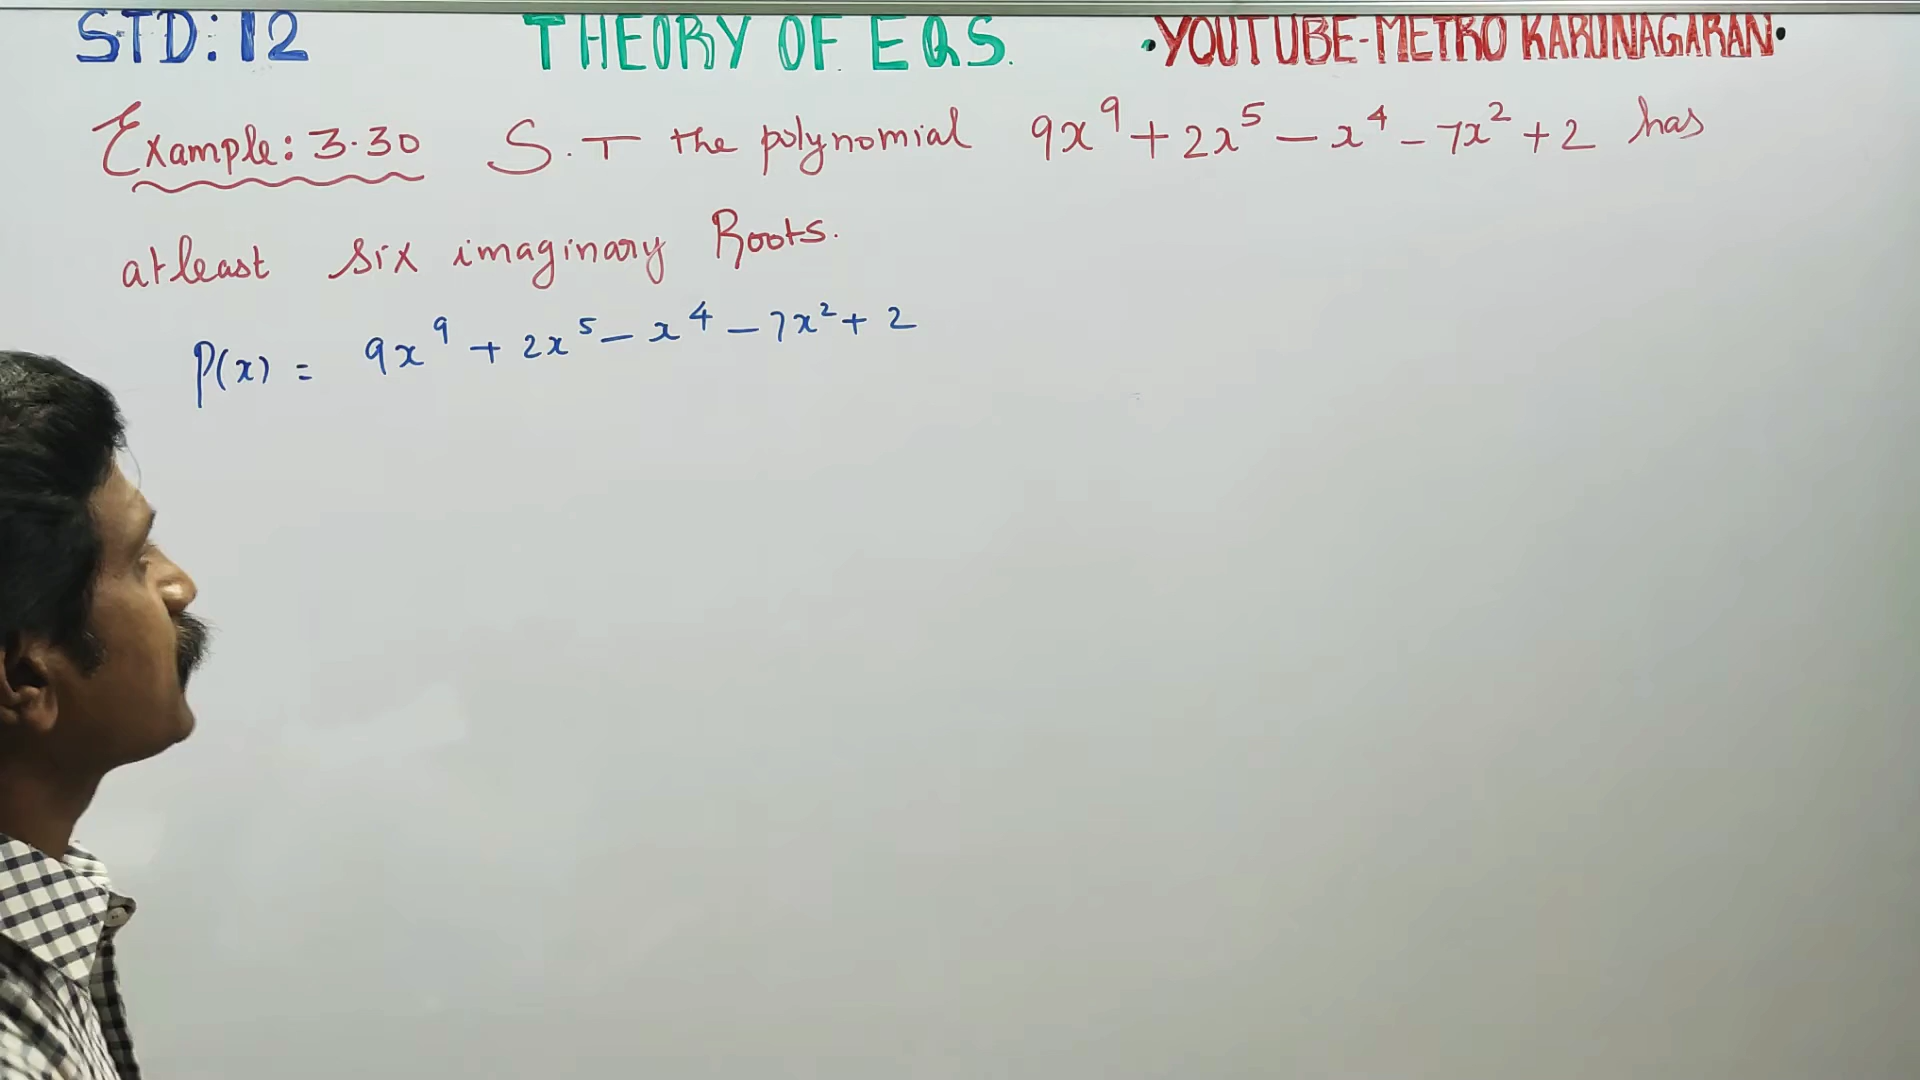 STD: 12 THEORY OF EQS. •YOUTUBE-METRO KARUNAGARAN•
Example: 3.30 S.T the polynomial 9x⁹ + 2x⁵ - x⁴ - 7x² + 2 has
atleast six imaginary Roots.
P(x) = 9x⁹ + 2x⁵ - x⁴ - 7x² + 2